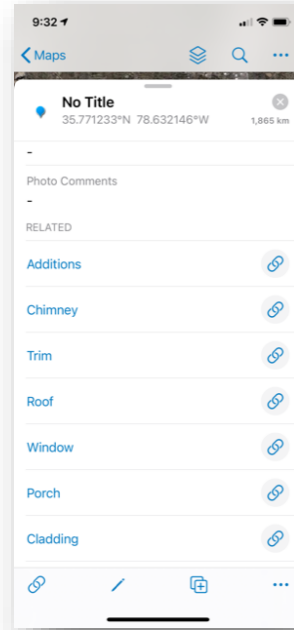 9:32
Maps
No Title
35.771233°N 78.632146°W
1,865 km
-
Photo Comments
-
RELATED
Additions
Chimney
Trim
Roof
Window
Porch
Cladding